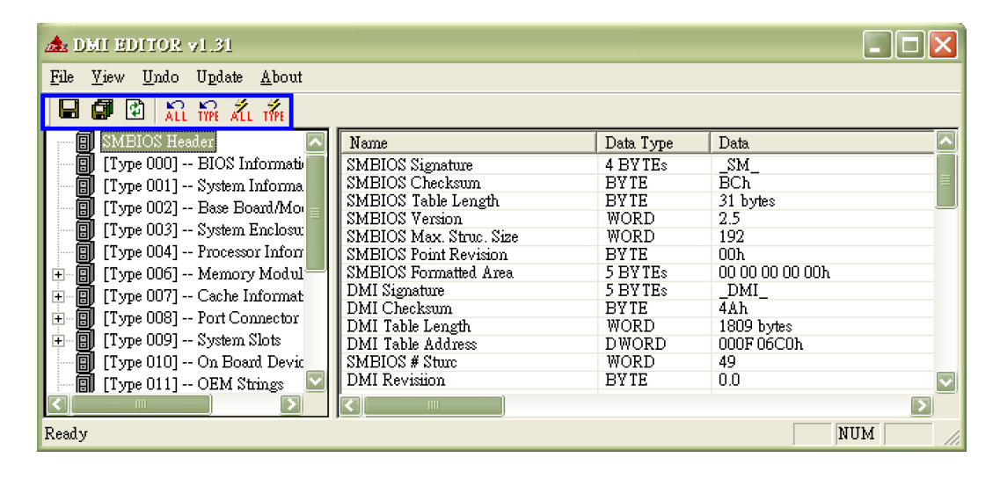 DMI EDITOR v1.31
File View Undo Update About
ALL TYPE ALL TYPE
SMBIOS Header
[Type 000] -- BIOS Informati
[Type 001] -- System Informa
[Type 002] -- Base Board/Mo
[Type 003] -- System Enclosu
[Type 004] -- Processor Inforr
[Type 006] -- Memory Modul
[Type 007] -- Cache Informat
[Type 008] -- Port Connector
[Type 009] -- System Slots
[Type 010] -- On Board Devic
[Type 011] -- OEM Strings
Name Data Type Data
SMBIOS Signature 4 BYTEs _SM_
SMBIOS Checksum BYTE BCh
SMBIOS Table Length BYTE 31 bytes
SMBIOS Version WORD 2.5
SMBIOS Max. Struc. Size WORD 192
SMBIOS Point Revision BYTE 00h
SMBIOS Formatted Area 5 BYTEs 00 00 00 00 00h
DMI Signature 5 BYTEs _DMI_
DMI Checksum BYTE 4Ah
DMI Table Length WORD 1809 bytes
DMI Table Address DWORD 000F 06C0h
SMBIOS # Sturc WORD 49
DMI Revisiion BYTE 0.0
Ready NUM